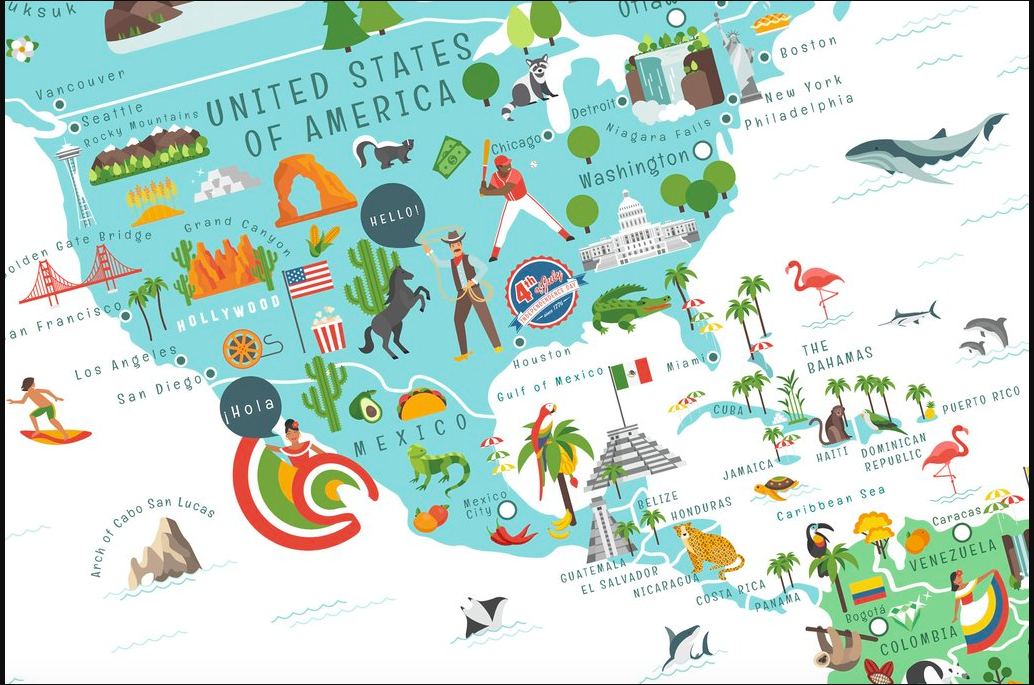 uksuk
Ottawa
Vancouver
Seattle
Rocky Mountains
UNITED STATES
OF AMERICA
Boston
New York
Philadelphia
Detroit
Niagara Falls
Chicago
Washington
HELLO!
olden Gate Bridge
Grand Canyon
HOLLYWOOD
an Francisco
4th
of July
INDEPENDENCE DAY
since 1776
Los Angeles
San Diego
Houston
Gulf of Mexico
Miami
THE
BAHAMAS
¡Hola
MEXICO
CUBA
PUERTO RICO
HAITI
DOMINICAN
REPUBLIC
JAMAICA
Mexico
City
BELIZE
HONDURAS
Caribbean Sea
Caracas
Arch of Cabo San Lucas
GUATEMALA
EL SALVADOR
NICARAGUA
COSTA RICA
PANAMA
VENEZUELA
Bogotá
COLOMBIA